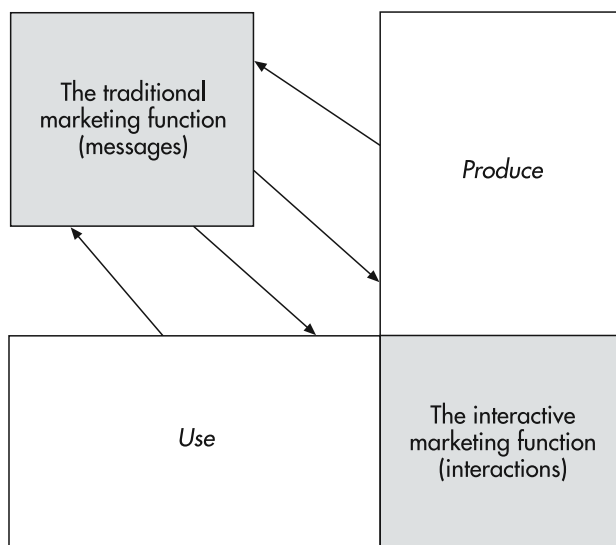 The traditional
marketing function
(messages)
Produce
Use
The interactive
marketing function
(interactions)